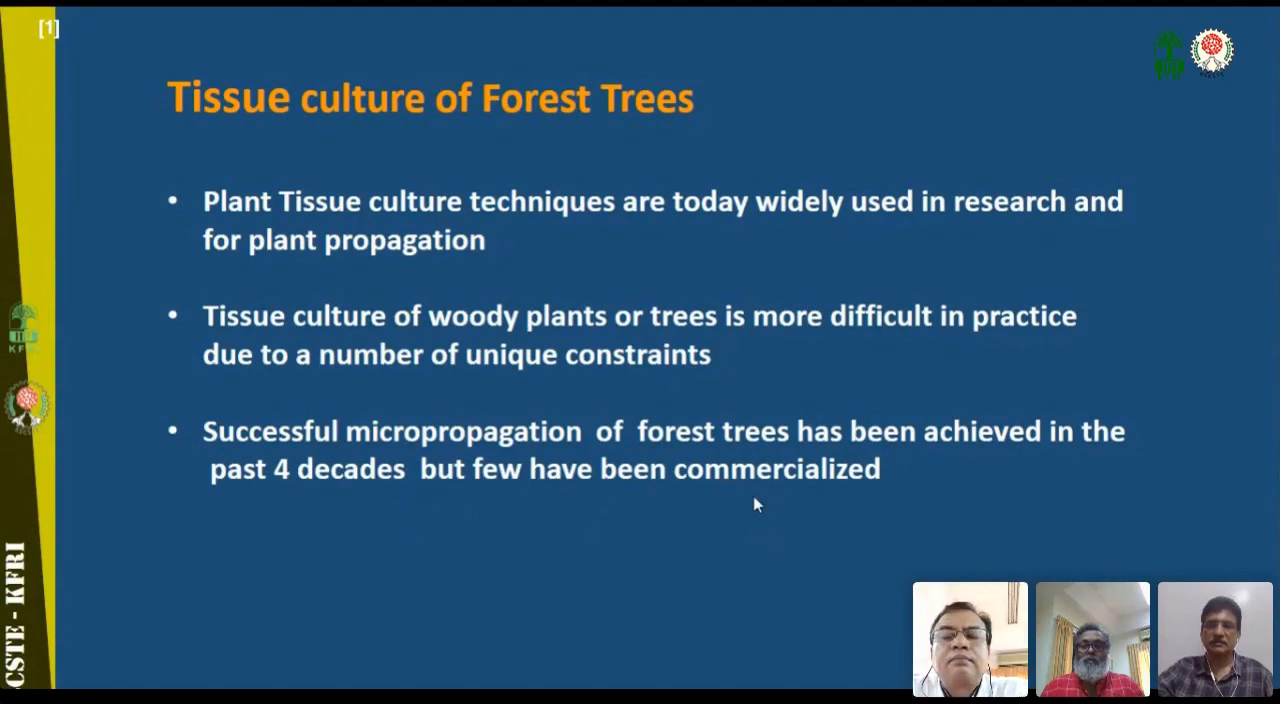 [1]
Tissue culture of Forest Trees
• Plant Tissue culture techniques are today widely used in research and
for plant propagation
• Tissue culture of woody plants or trees is more difficult in practice
due to a number of unique constraints
• Successful micropropagation of forest trees has been achieved in the
past 4 decades but few have been commercialized
CSTE - KFRI